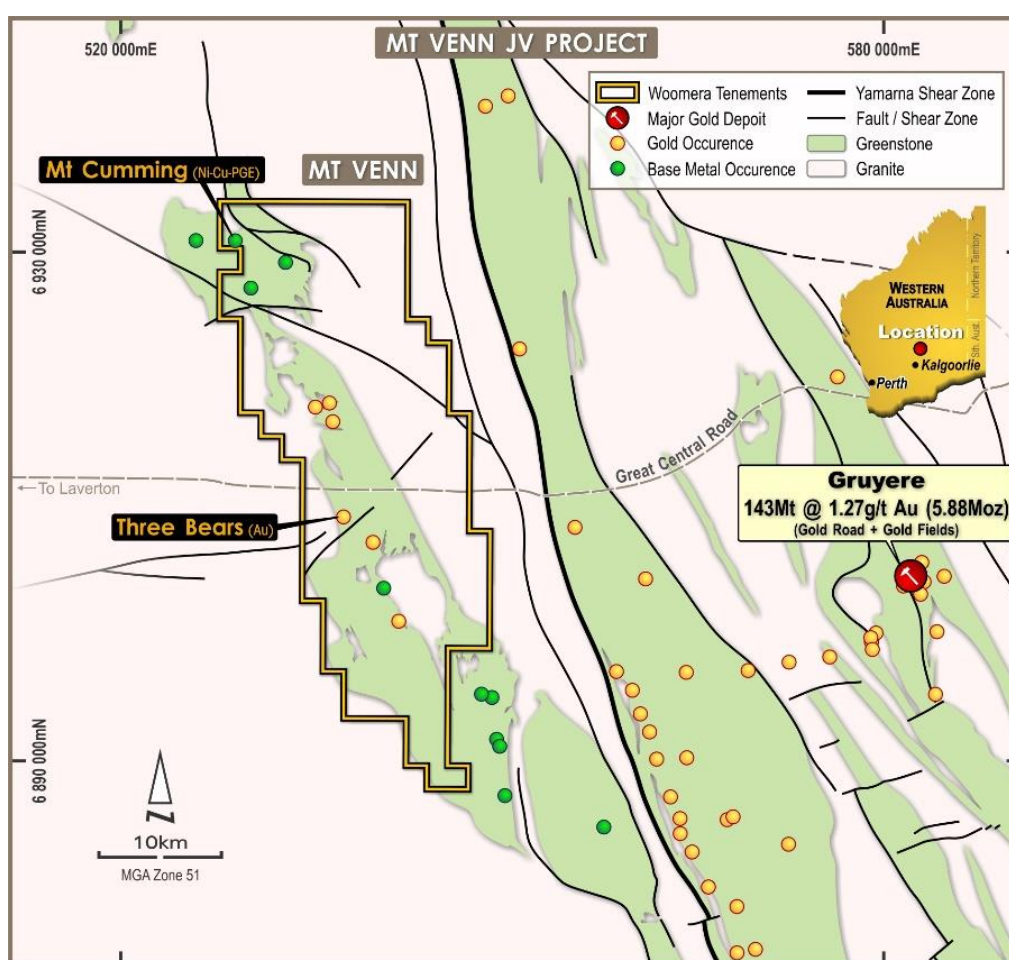 MT VENN JV PROJECT
520 000mE
580 000mE
Woomera Tenements
Major Gold Depoit
Gold Occurence
Base Metal Occurence
Yamarna Shear Zone
Fault / Shear Zone
Greenstone
Granite
Mt Cumming (Ni-Cu-PGE)
MT VENN
6 930 000mN
WESTERN
AUSTRALIA
Location
Kalgoorlie
Perth
Northern Territory
Sth. Aust.
Great Central Road
←To Laverton
Three Bears (Au)
Gruyere
143Mt @ 1.27g/t Au (5.88Moz)
(Gold Road + Gold Fields)
6 890 000mN
N
10km
MGA Zone 51